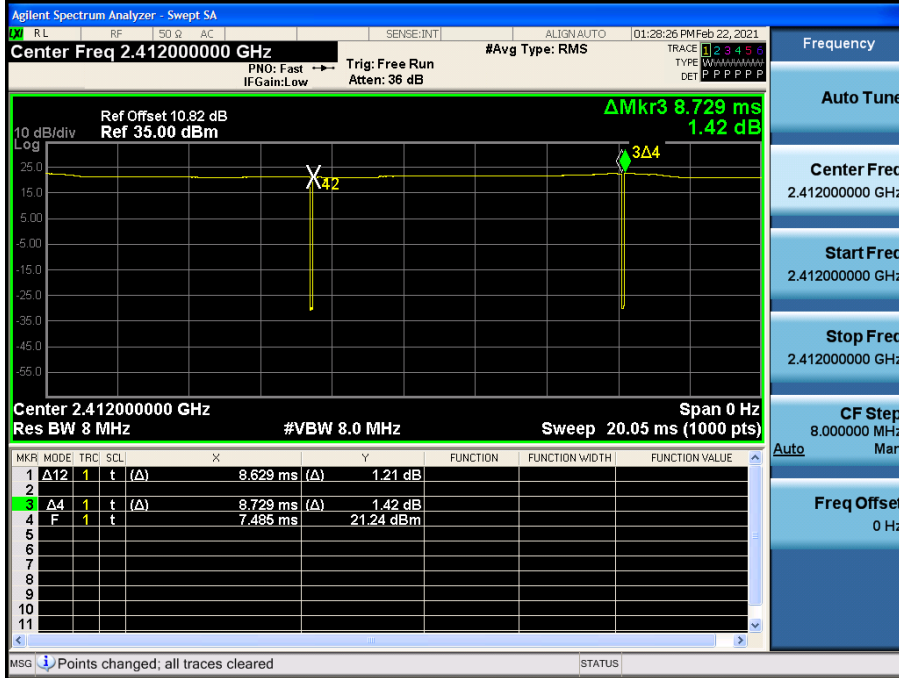 Agilent Spectrum Analyzer - Swept SA
LXI RL RF 50 Ω AC SENSE:INT ALIGNAUTO 01:28:26 PM Feb 22, 2021
Center Freq 2.412000000 GHz #Avg Type: RMS TRACE 1 2 3 4 5 6
PNO: Fast Trig: Free Run TYPE W
IFGain:Low Atten: 36 dB DET P P P P P P
Frequency
ΔMkr3 8.729 ms
1.42 dB
Ref Offset 10.82 dB
10 dB/div Ref 35.00 dBm
Log
25.0
15.0
5.00
-5.00
-15.0
-25.0
-35.0
-45.0
-55.0
42
3Δ4
Center 2.412000000 GHz Span 0 Hz
Res BW 8 MHz #VBW 8.0 MHz Sweep 20.05 ms (1000 pts)
MKR MODE TRC SCL X Y FUNCTION FUNCTION WIDTH FUNCTION VALUE
1 Δ12 1 t (Δ) 8.629 ms (Δ) 1.21 dB
2
3 Δ4 1 t (Δ) 8.729 ms (Δ) 1.42 dB
4 F 1 t 7.485 ms 21.24 dBm
5
6
7
8
9
10
11
MSG Points changed; all traces cleared STATUS
Auto Tune
Center Freq
2.412000000 GHz
Start Freq
2.412000000 GHz
Stop Freq
2.412000000 GHz
CF Step
8.000000 MHz
Auto Man
Freq Offset
0 Hz